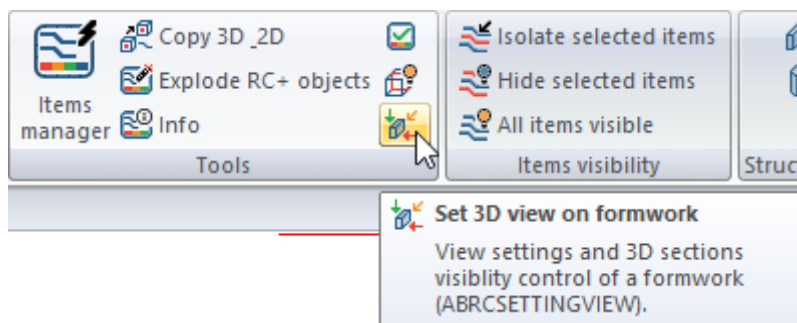 Copy 3D _2D
Explode RC+ objects
Info
Items
manager
Tools
Isolate selected items
Hide selected items
All items visible
Items visibility
Struc
Set 3D view on formwork
View settings and 3D sections
visiblity control of a formwork
(ABRCSETTINGVIEW).